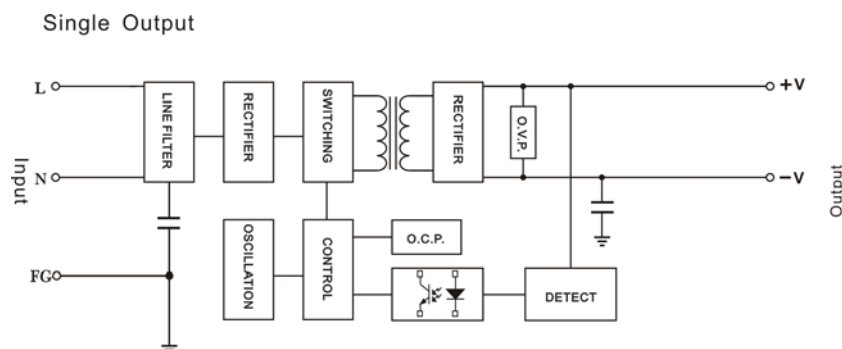 Single Output
L
N
FG
Input
LINE FILTER
RECTIFIER
SWITCHING
RECTIFIER
O.V.P.
+V
−V
Output
OSCILLATION
CONTROL
O.C.P.
DETECT